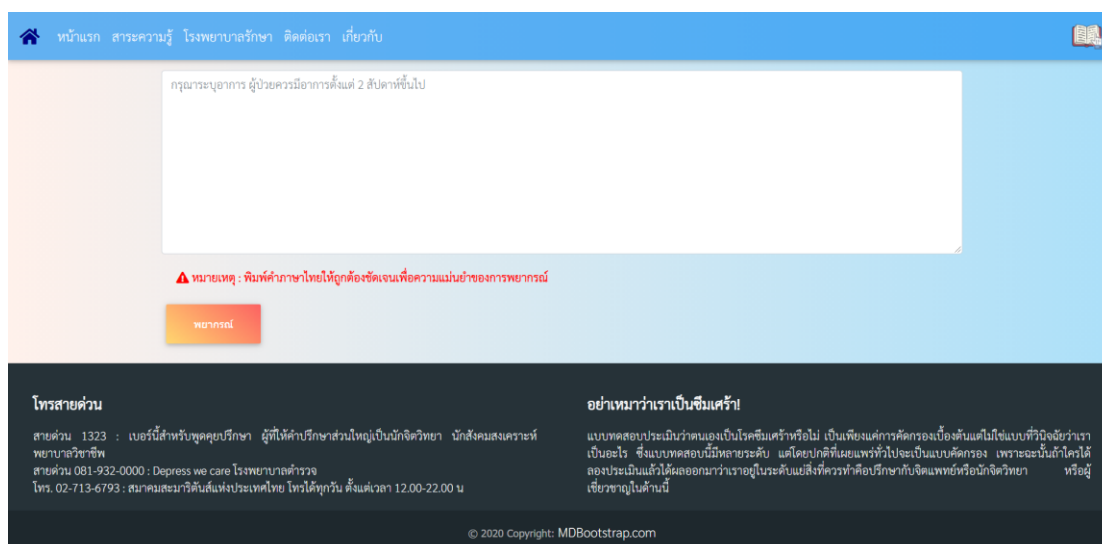 หน้าแรก สาระความรู้ โรงพยาบาลรักษา ติดต่อเรา เกี่ยวกับ
กรุณาระบุอาการ ผู้ป่วยควรมีอาการตั้งแต่ 2 สัปดาห์ขึ้นไป
หมายเหตุ : พิมพ์คำภาษาไทยให้ถูกต้องชัดเจนเพื่อความแม่นยำของการพยากรณ์
พยากรณ์
โทรสายด่วน
สายด่วน 1323 : เบอร์นี้สำหรับพูดคุยปรึกษา ผู้ที่ให้คำปรึกษาส่วนใหญ่เป็นนักจิตวิทยา นักสังคมสงเคราะห์
พยาบาลวิชาชีพ
สายด่วน 081-932-0000 : Depress we care โรงพยาบาลตำรวจ
โทร. 02-713-6793 : สมาคมสะมาริตันส์แห่งประเทศไทย โทรได้ทุกวัน ตั้งแต่เวลา 12.00-22.00 น
อย่าเหมาว่าเราเป็นซึมเศร้า!
แบบทดสอบประเมินว่าตนเองเป็นโรคซึมเศร้าหรือไม่ เป็นเพียงแค่การคัดกรองเบื้องต้นแต่ไม่ใช่แบบที่วินิจฉัยว่าเรา
เป็นอะไร ซึ่งแบบทดสอบนี้มีหลายระดับ แต่โดยปกติที่เผยแพร่ทั่วไปจะเป็นแบบคัดกรอง เพราะฉะนั้นถ้าใครได้
ลองประเมินแล้วได้ผลออกมาว่าเราอยู่ในระดับแย่สิ่งที่ควรทำคือปรึกษากับจิตแพทย์หรือนักจิตวิทยา หรือผู้
เชี่ยวชาญในด้านนี้
© 2020 Copyright: MDBootstrap.com